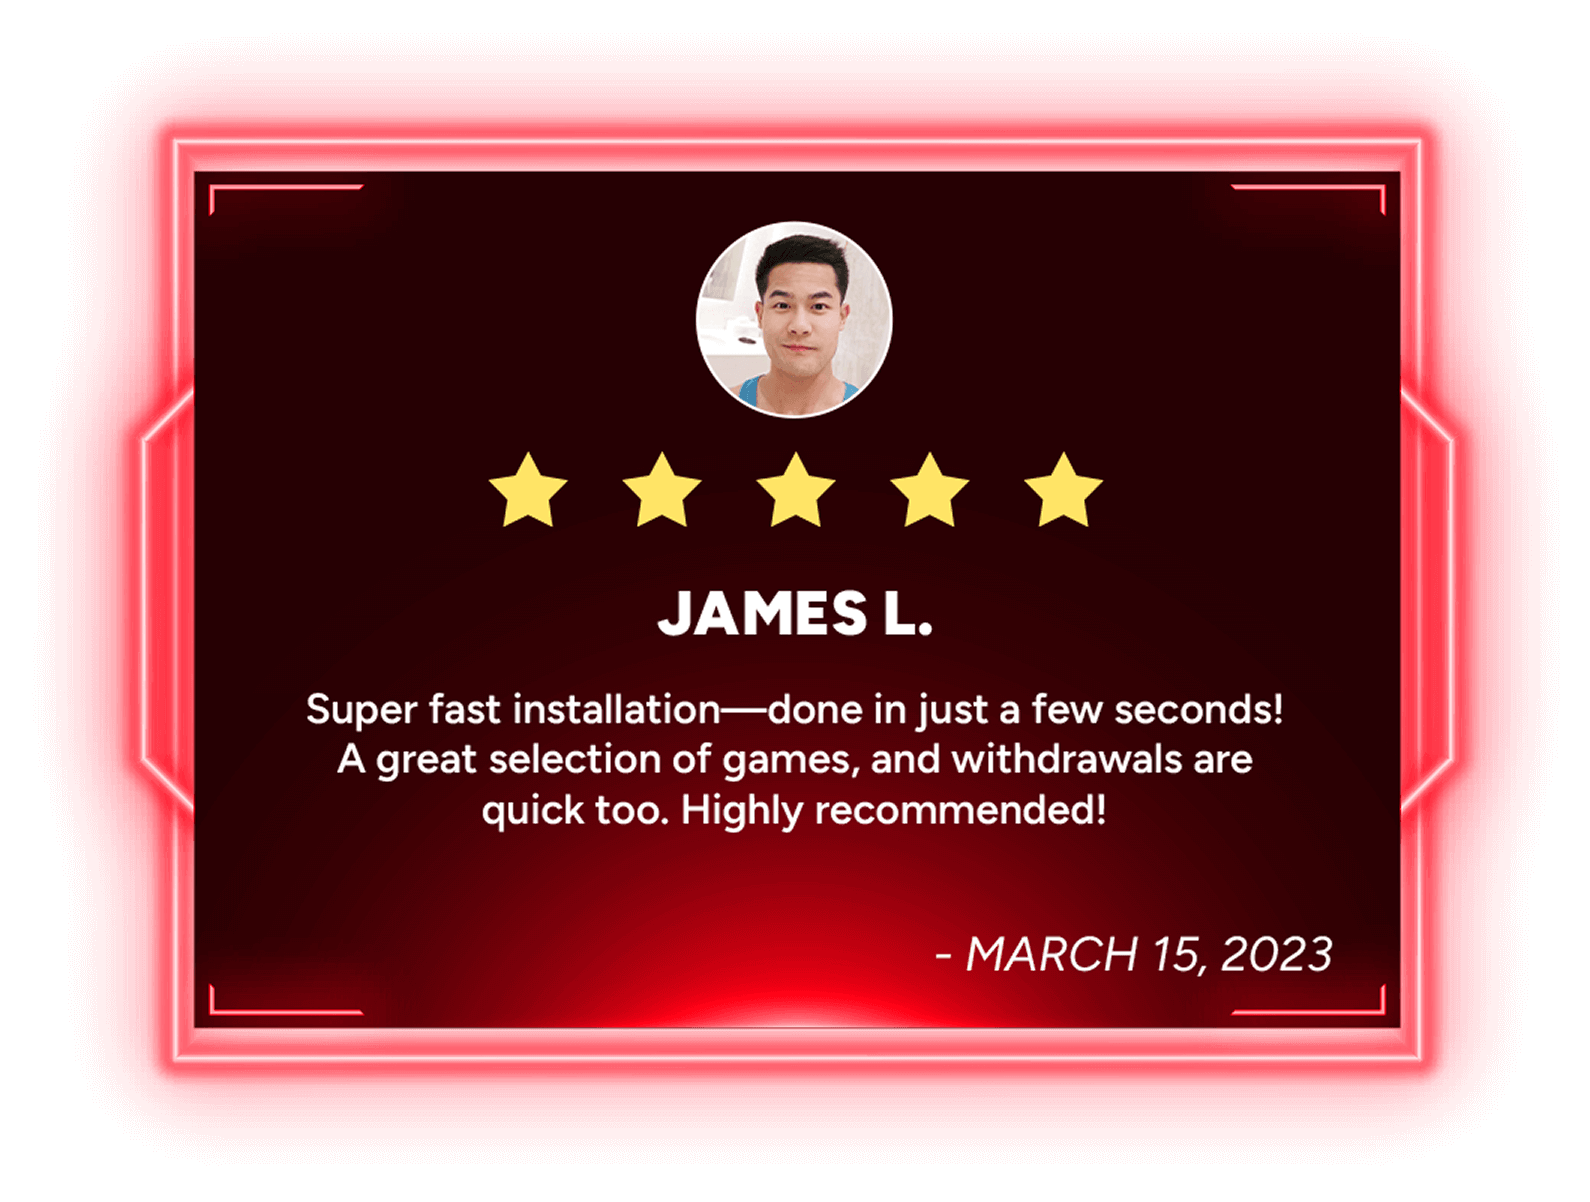 JAMES L.
Super fast installation—done in just a few seconds!
A great selection of games, and withdrawals are
quick too. Highly recommended!
- MARCH 15, 2023